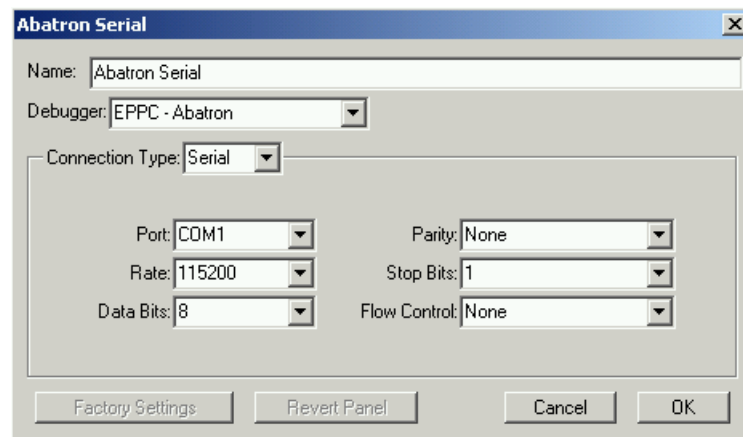 Abatron Serial
Name: Abatron Serial
Debugger: EPPC - Abatron
Connection Type: Serial
Port: COM1 Parity: None
Rate: 115200 Stop Bits: 1
Data Bits: 8 Flow Control: None
Factory Settings Revert Panel Cancel OK